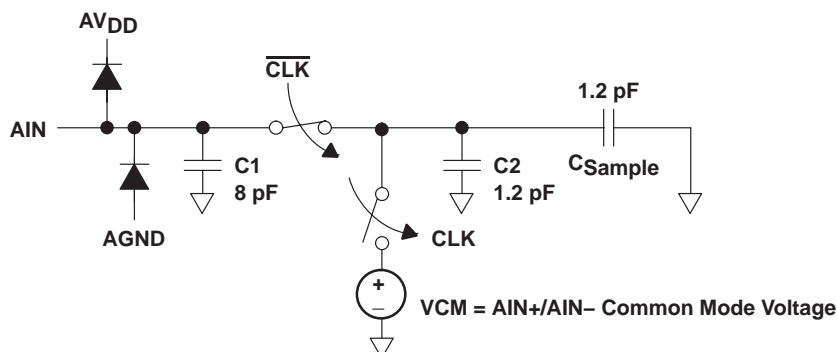 AVDD
CLK
1.2 pF
AIN
C1
8 pF
C2
1.2 pF
CSample
AGND
CLK
+
−
VCM = AIN+/AIN− Common Mode Voltage